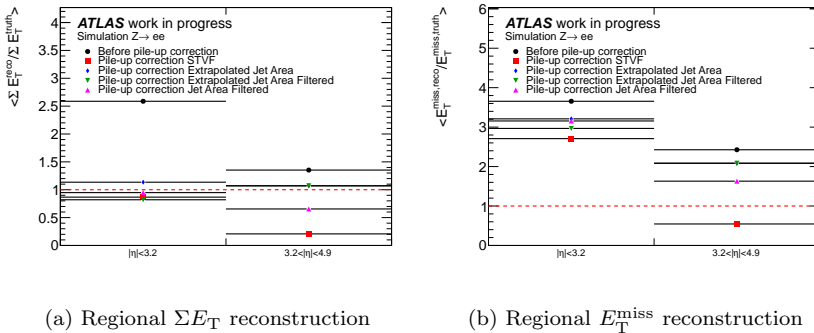 <Σ E_T^reco/Σ E_T^truth>
4
3.5
3
2.5
2
1.5
1
0.5
0
ATLAS work in progress
Simulation Z→ ee
Before pile-up correction
Pile-up correction STVF
Pile-up correction Extrapolated Jet Area
Pile-up correction Extrapolated Jet Area Filtered
Pile-up correction Jet Area Filtered
|η|<3.2
3.2<|η|<4.9
<E_T^miss,reco/E_T^miss,truth>
6
5
4
3
2
1
0
ATLAS work in progress
Simulation Z→ ee
Before pile-up correction
Pile-up correction STVF
Pile-up correction Extrapolated Jet Area
Pile-up correction Extrapolated Jet Area Filtered
Pile-up correction Jet Area Filtered
|η|<3.2
3.2<|η|<4.9
(a) Regional ΣE_T reconstruction
(b) Regional E_T^miss reconstruction